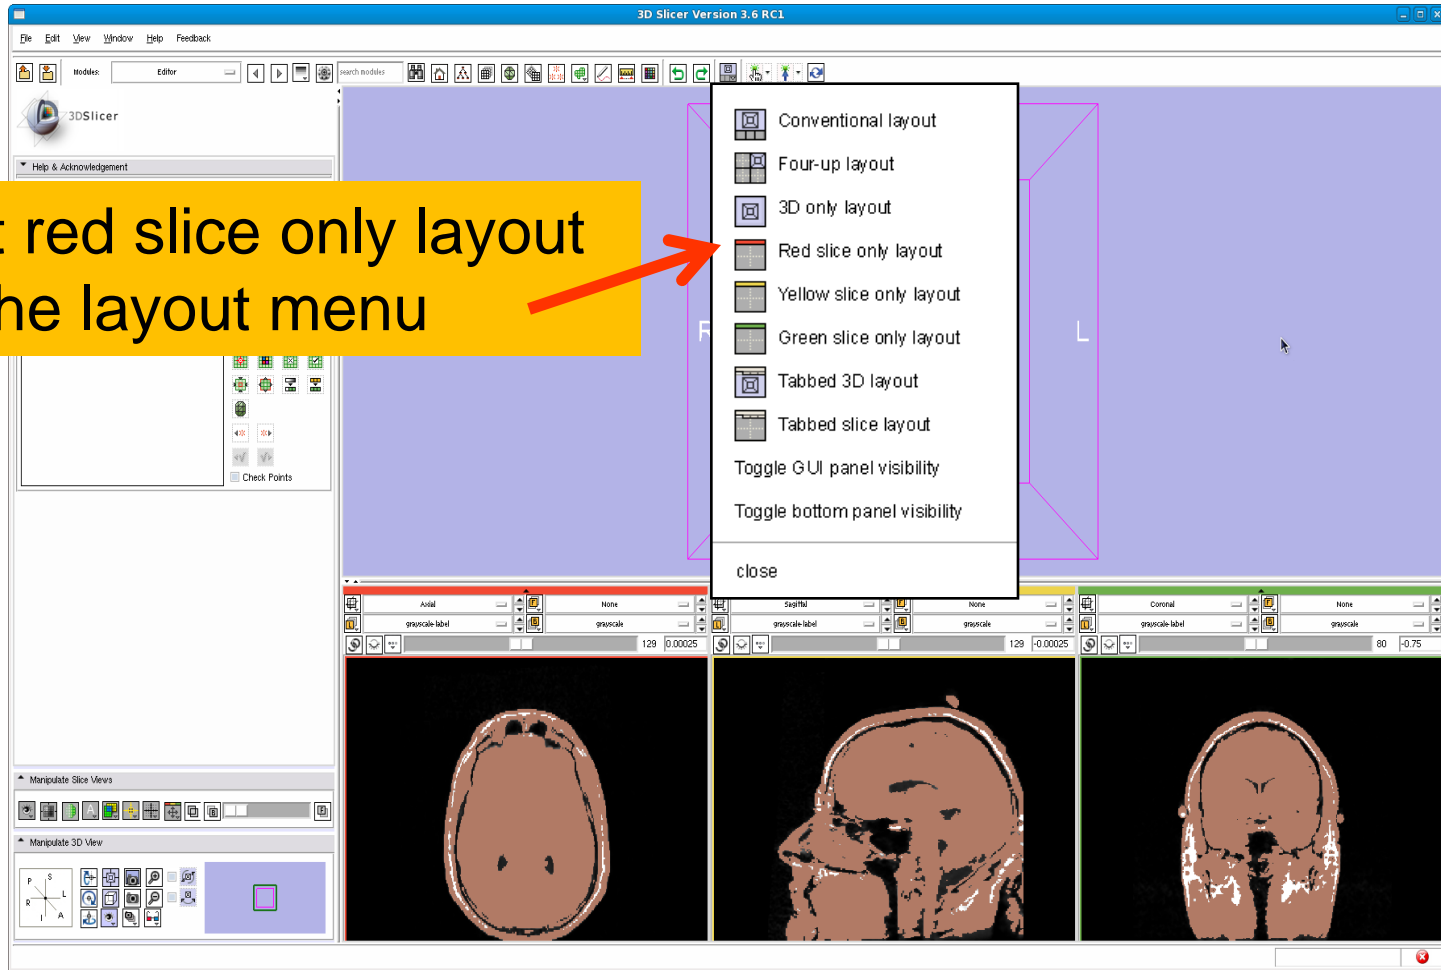 3D Slicer Version 3.6 RC1
File Edit View Window Help Feedback
Modules: Editor search modules
3DSlicer
Help & Acknowledgement
t red slice only layout
he layout menu
Conventional layout
Four-up layout
3D only layout
Red slice only layout
Yellow slice only layout
Green slice only layout
Tabbed 3D layout
Tabbed slice layout
Toggle GUI panel visibility
Toggle bottom panel visibility
close
R
L
Check Points
Axial None Sagittal None Coronal None
grayscale-label grayscale grayscale-label grayscale grayscale-label grayscale
129 0.00025 129 -0.00025 80 -0.75
Manipulate Slice Views
Manipulate 3D View
P S
R L
I A